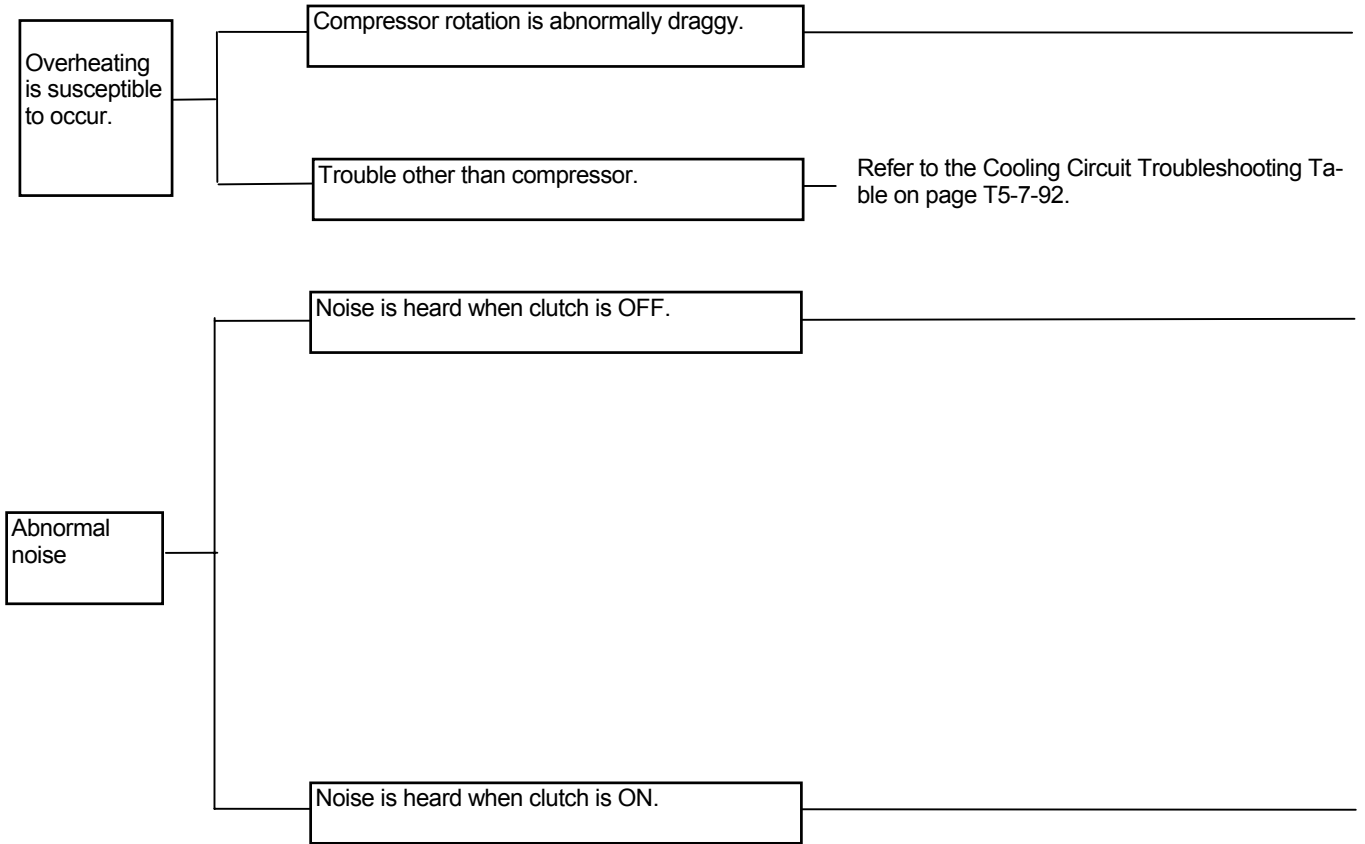 Compressor rotation is abnormally draggy.
Overheating
is susceptible
to occur.
Trouble other than compressor.
Refer to the Cooling Circuit Troubleshooting Ta-
ble on page T5-7-92.
Noise is heard when clutch is OFF.
Abnormal
noise
Noise is heard when clutch is ON.